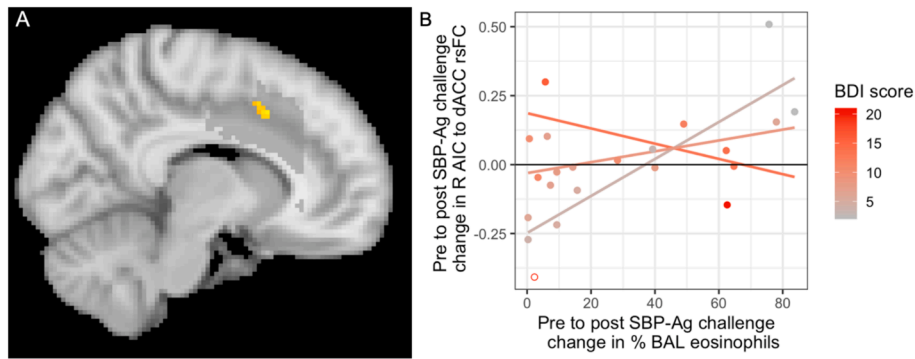 A
B
Pre to post SBP-Ag challenge
change in R AIC to dACC rsFC
0.50
0.25
0.00
-0.25
0
20
40
60
80
Pre to post SBP-Ag challenge
change in % BAL eosinophils
BDI score
20
15
10
5